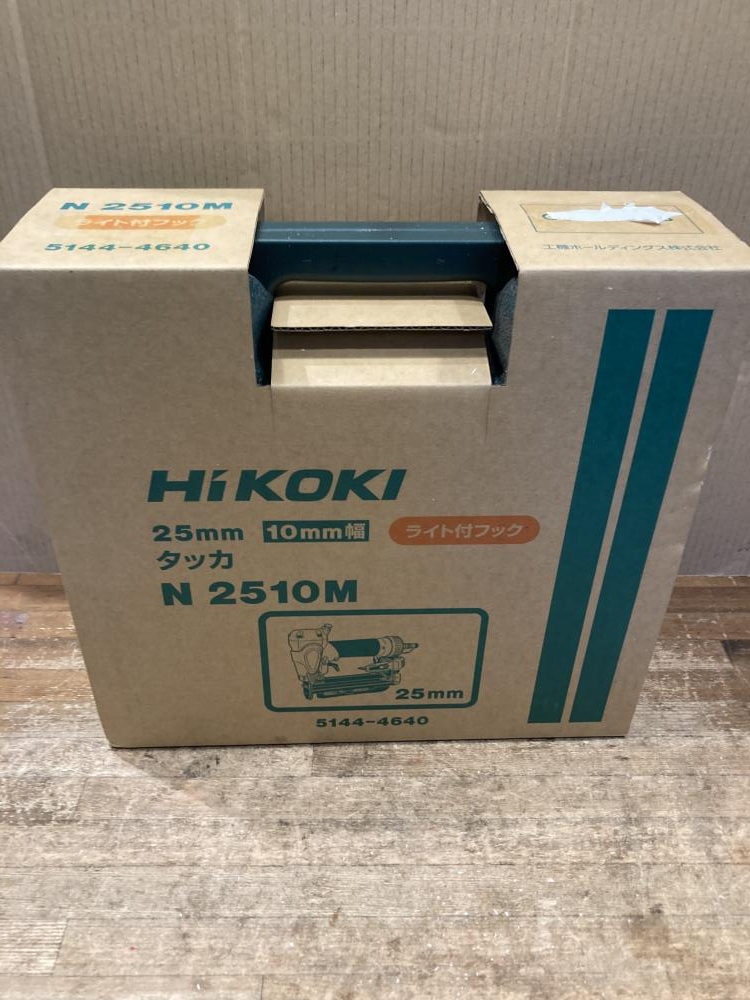 N 2510M
ライト付フック
5144-4640
工機ホールディングス株式会社
HiKOKI
25mm 10mm幅 ライト付フック
タッカ
N 2510M
25mm
5144-4640